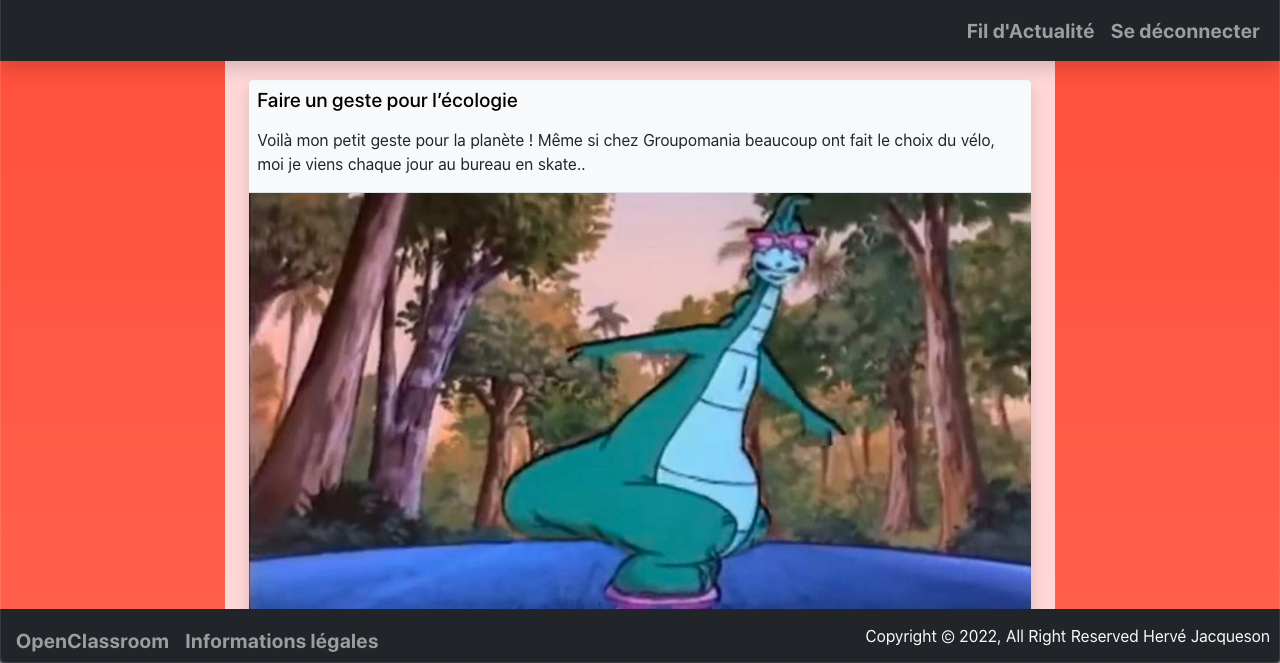 Fil d'Actualité Se déconnecter
Faire un geste pour l’écologie
Voilà mon petit geste pour la planète ! Même si chez Groupomania beaucoup ont fait le choix du vélo,
moi je viens chaque jour au bureau en skate..
OpenClassroom Informations légales
Copyright © 2022, All Right Reserved Hervé Jacqueson